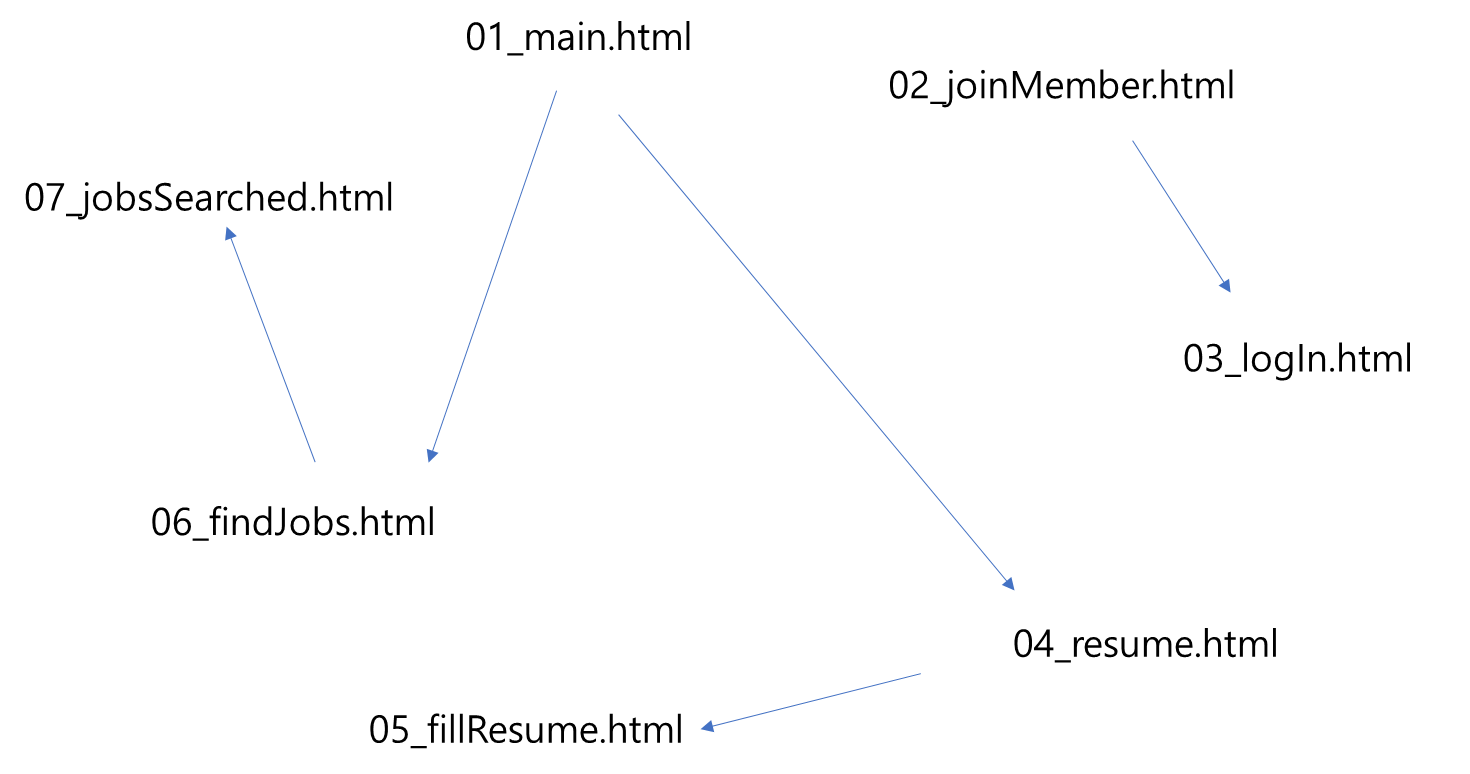 01_main.html
02_joinMember.html
07_jobsSearched.html
03_logIn.html
06_findJobs.html
04_resume.html
05_fillResume.html